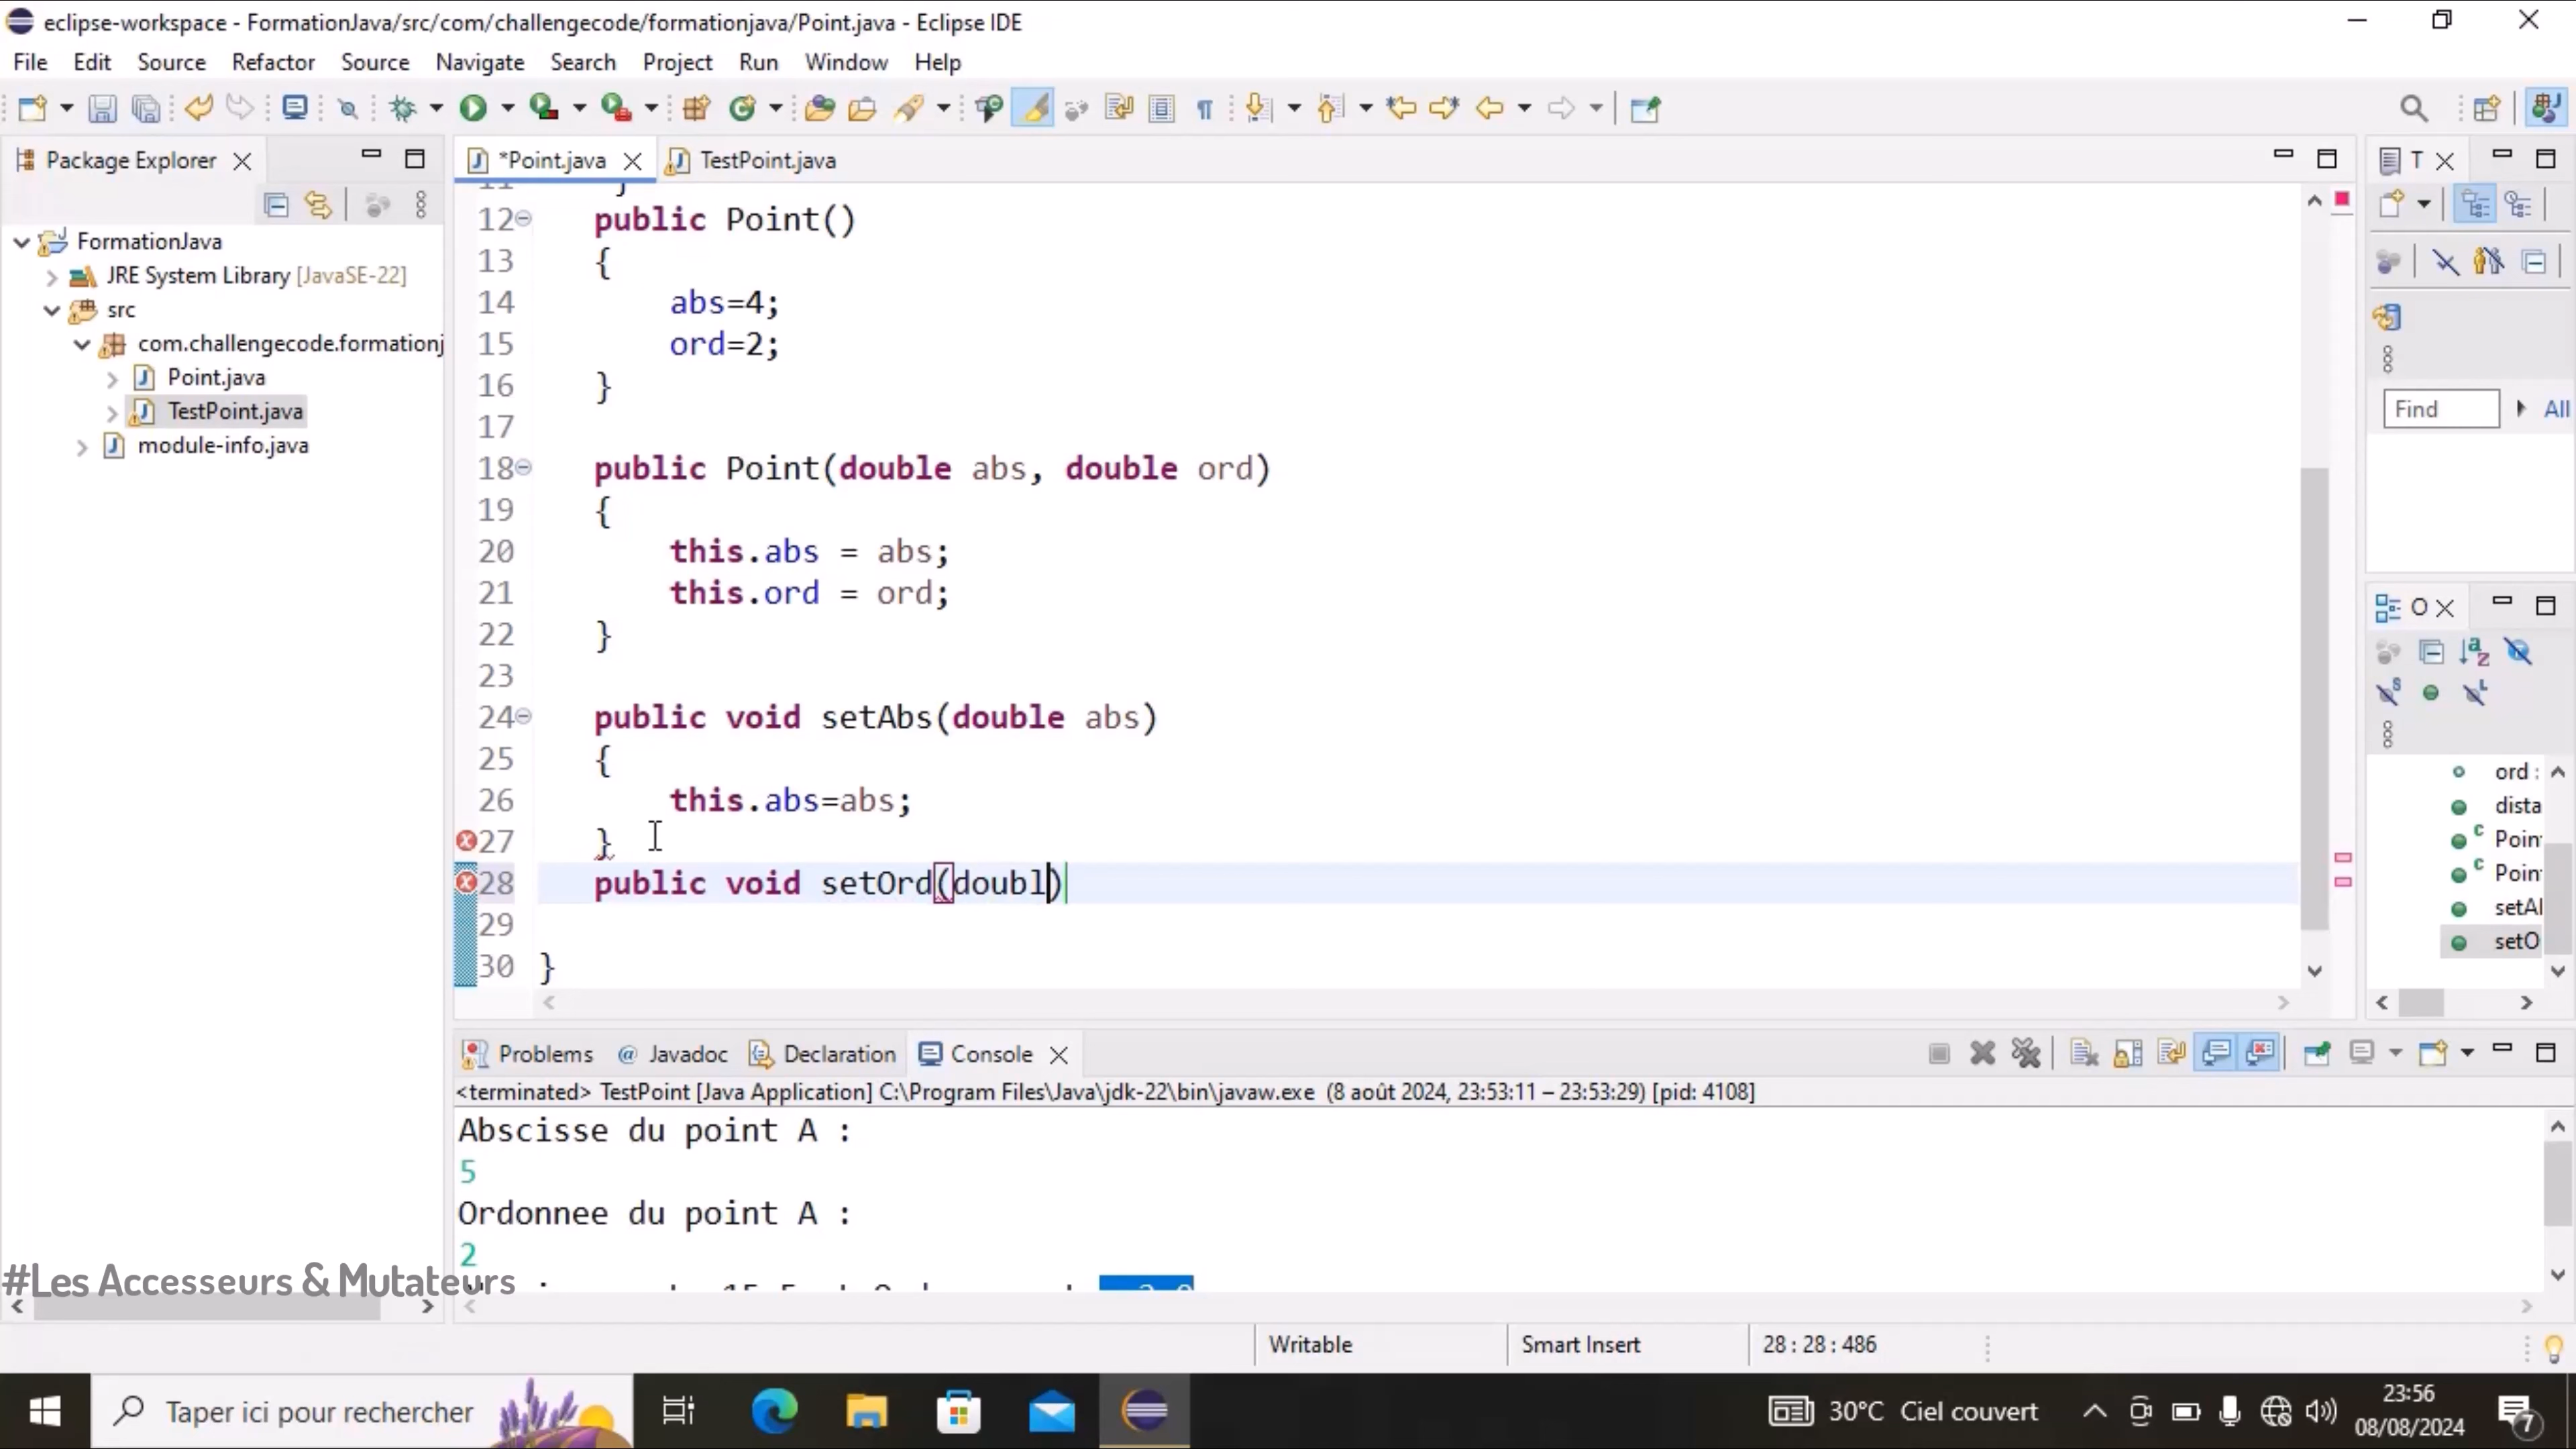 eclipse-workspace - FormationJava/src/com/challengecode/formationjava/Point.java - Eclipse IDE
File Edit Source Refactor Source Navigate Search Project Run Window Help
Package Explorer
*Point.java
TestPoint.java
T
FormationJava
JRE System Library [JavaSE-22]
src
com.challengecode.formationj
Point.java
TestPoint.java
module-info.java
11 }
12 public Point()
13 {
14 abs=4;
15 ord=2;
16 }
17
18 public Point(double abs, double ord)
19 {
20 this.abs = abs;
21 this.ord = ord;
22 }
23
24 public void setAbs(double abs)
25 {
26 this.abs=abs;
27 }
28 public void setOrd(doubl)
29
30 }
Find
All
O
ord :
dista
Poin
Poin
setAl
setO
Problems Javadoc Declaration Console
<terminated> TestPoint [Java Application] C:\Program Files\Java\jdk-22\bin\javaw.exe (8 août 2024, 23:53:11 – 23:53:29) [pid: 4108]
Abscisse du point A :
5
Ordonnee du point A :
2
#Les Accesseurs & Mutateurs
Writable
Smart Insert
28 : 28 : 486
Taper ici pour rechercher
30°C Ciel couvert
23:56
08/08/2024
7